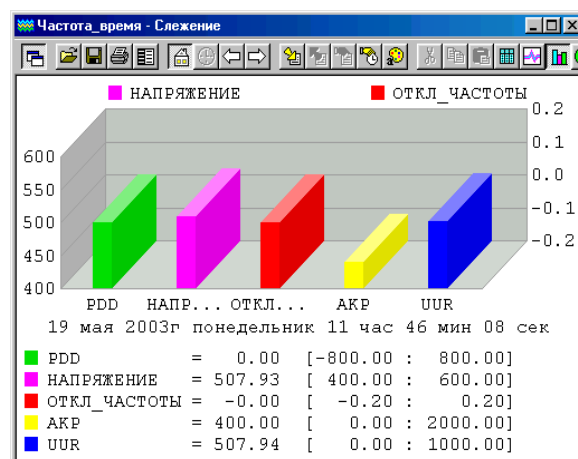 Частота_время - Слежение
НАПРЯЖЕНИЕ ОТКЛ_ЧАСТОТЫ
0.2
0.1
600
0.0
550
500
-0.1
450
-0.2
400
PDD НАПР... ОТКЛ... АКР UUR
19 мая 2003г понедельник 11 час 46 мин 08 сек
PDD = 0.00 [-800.00 : 800.00]
НАПРЯЖЕНИЕ = 507.93 [ 400.00 : 600.00]
ОТКЛ_ЧАСТОТЫ = -0.00 [ -0.20 : 0.20]
АКР = 400.00 [ 0.00 : 2000.00]
UUR = 507.94 [ 0.00 : 1000.00]